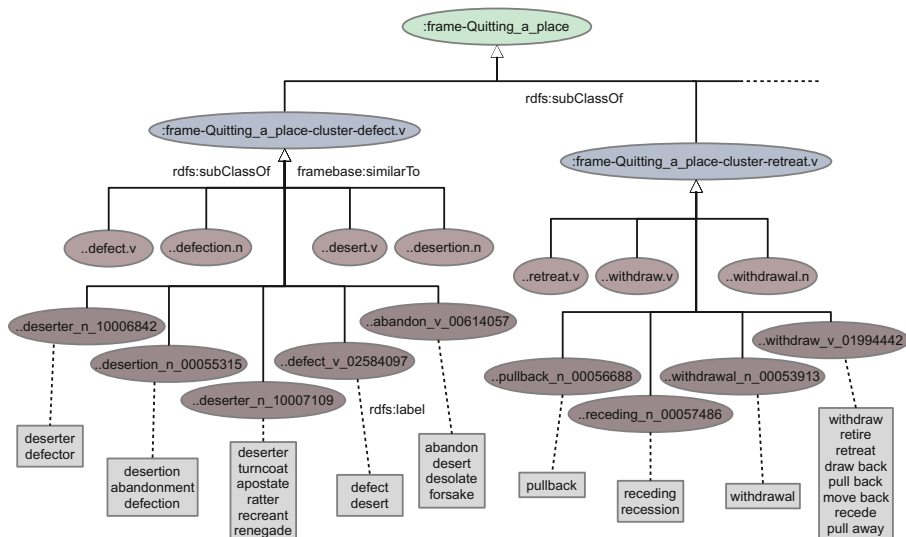 :frame-Quitting_a_place
rdfs:subClassOf
:frame-Quitting_a_place-cluster-defect.v
:frame-Quitting_a_place-cluster-retreat.v
rdfs:subClassOf
framebase:similarTo
..defect.v
..defection.n
..desert.v
..desertion.n
..retreat.v
..withdraw.v
..withdrawal.n
..deserter_n_10006842
..desertion_n_00055315
..deserter_n_10007109
..defect_v_02584097
..abandon_v_00614057
..pullback_n_00056688
..receding_n_00057486
..withdrawal_n_00053913
..withdraw_v_01994442
rdfs:label
deserter
defector
desertion
abandonment
defection
deserter
turncoat
apostate
ratter
recreant
renegade
defect
desert
abandon
desert
desolate
forsake
pullback
receding
recession
withdrawal
withdraw
retire
retreat
draw back
pull back
move back
recede
pull away